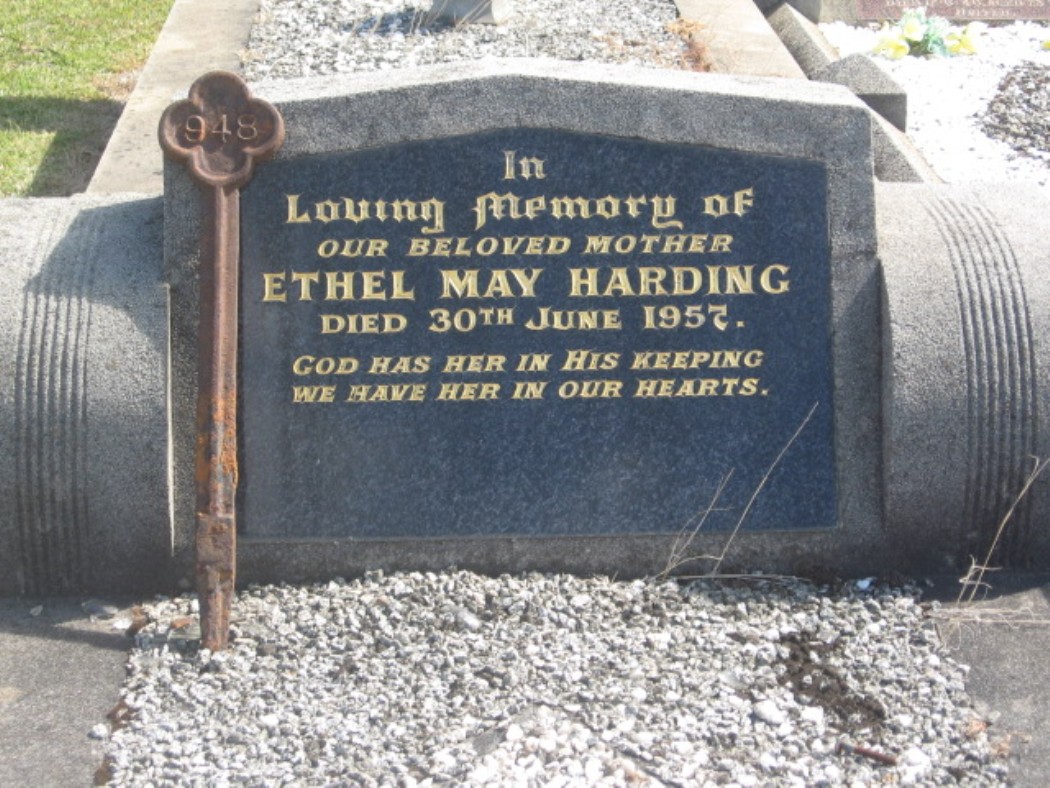 948
In
Loving Memory of
OUR BELOVED MOTHER
ETHEL MAY HARDING
DIED 30TH JUNE 1957.
GOD HAS HER IN HIS KEEPING
WE HAVE HER IN OUR HEARTS.